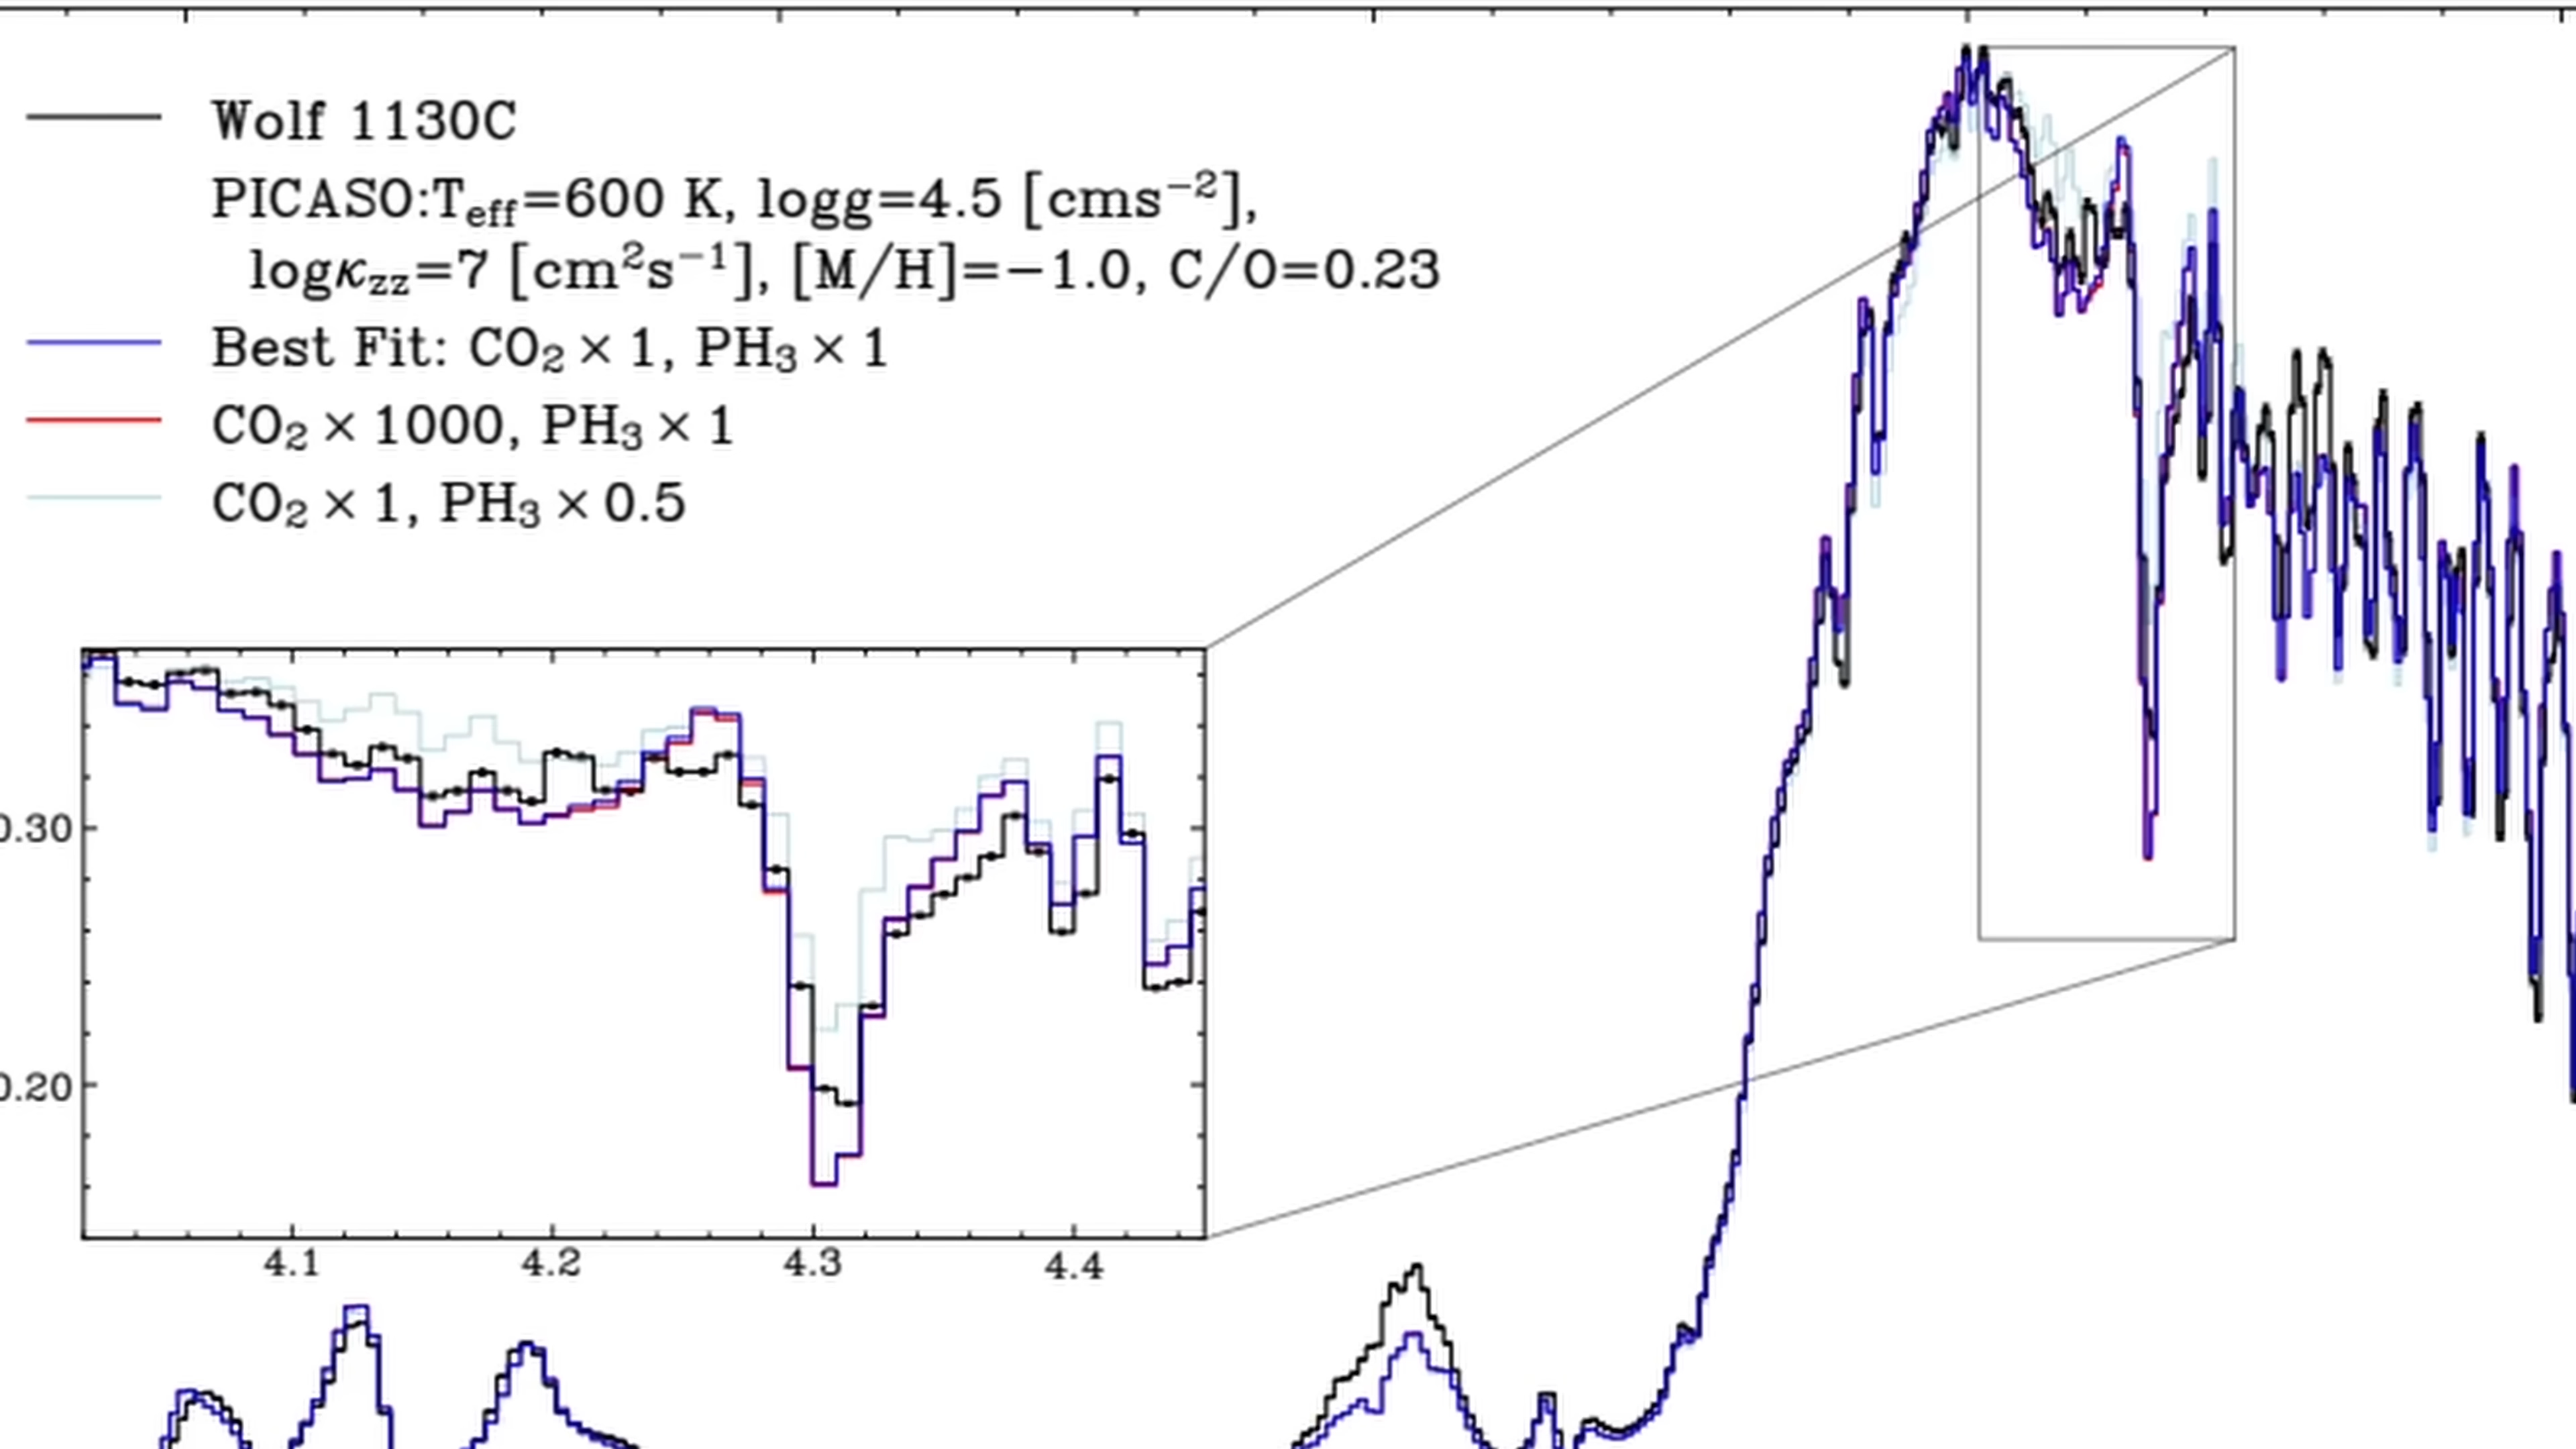 Wolf 1130C
PICASO:T_eff=600 K, logg=4.5 [cms⁻²],
logκ_zz=7 [cm²s⁻¹], [M/H]=−1.0, C/O=0.23
Best Fit: CO₂×1, PH₃×1
CO₂×1000, PH₃×1
CO₂×1, PH₃×0.5
0.30
0.20
4.1 4.2 4.3 4.4